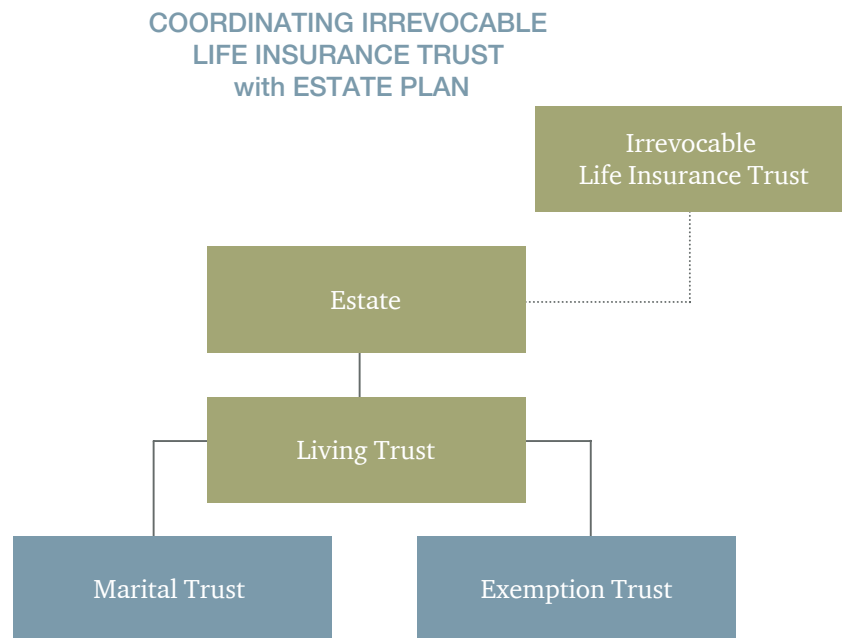 COORDINATING IRREVOCABLE
LIFE INSURANCE TRUST
with ESTATE PLAN
Irrevocable
Life Insurance Trust
Estate
Living Trust
Marital Trust
Exemption Trust